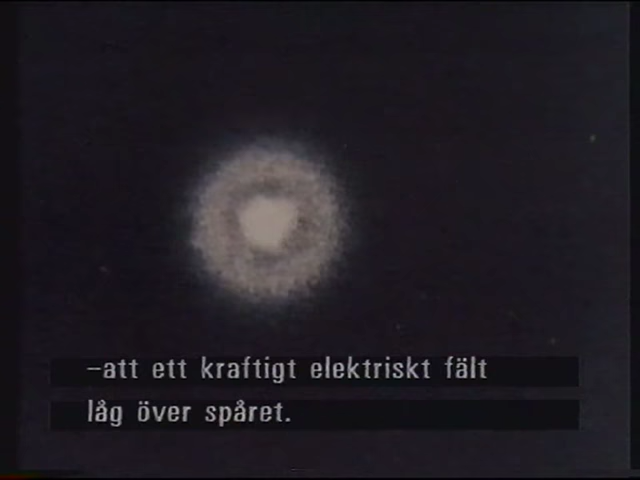 –att ett kraftigt elektriskt fält
låg över spåret.